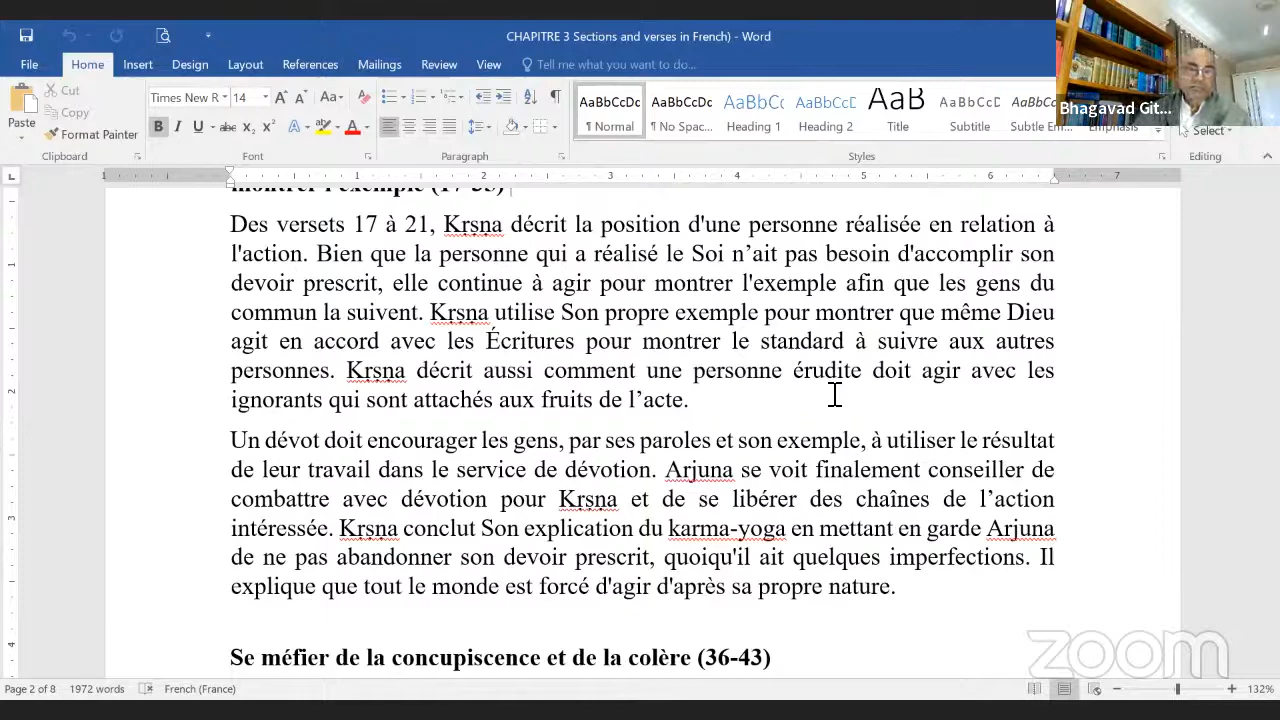 CHAPITRE 3 Sections and verses in French) - Word
File Home Insert Design Layout References Mailings Review View Tell me what you want to do...
Bhagavad Git...
Paste
Cut
Copy
Format Painter
Times New R 14
AaBbCcDc AaBbCcDc AaBbCc AaBbCcD AaB AaBbCcD
¶ Normal ¶ No Spac... Heading 1 Heading 2 Title Subtitle Subtle Em... Emphasis
Select
Clipboard Font Paragraph Styles Editing
montrer l'exemple (17-35)
Des versets 17 à 21, Kṛṣṇa décrit la position d'une personne réalisée en relation à
l'action. Bien que la personne qui a réalisé le Soi n’ait pas besoin d'accomplir son
devoir prescrit, elle continue à agir pour montrer l'exemple afin que les gens du
commun la suivent. Kṛṣṇa utilise Son propre exemple pour montrer que même Dieu
agit en accord avec les Écritures pour montrer le standard à suivre aux autres
personnes. Kṛṣṇa décrit aussi comment une personne érudite doit agir avec les
ignorants qui sont attachés aux fruits de l’acte.
Un dévot doit encourager les gens, par ses paroles et son exemple, à utiliser le résultat
de leur travail dans le service de dévotion. Arjuna se voit finalement conseiller de
combattre avec dévotion pour Kṛṣṇa et de se libérer des chaînes de l’action
intéressée. Kṛṣṇa conclut Son explication du karma-yoga en mettant en garde Arjuna
de ne pas abandonner son devoir prescrit, quoiqu'il ait quelques imperfections. Il
explique que tout le monde est forcé d'agir d'après sa propre nature.
Se méfier de la concupiscence et de la colère (36-43)
zoom
Page 2 of 8 1972 words French (France) 132%